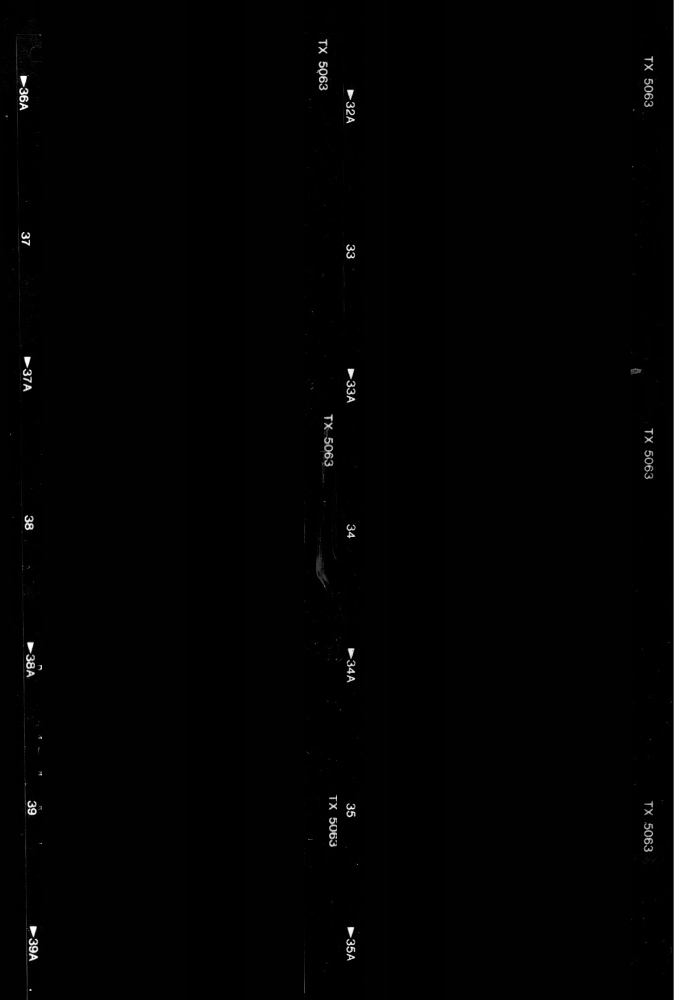 TX 5063 TX 5063 TX 5063
▶32A 33 ▶33A 34 ▶34A 35 ▶35A
TX 5063 TX 5063 TX 5063
▶36A 37 ▶37A 38 ▶38A 39 ▶39A